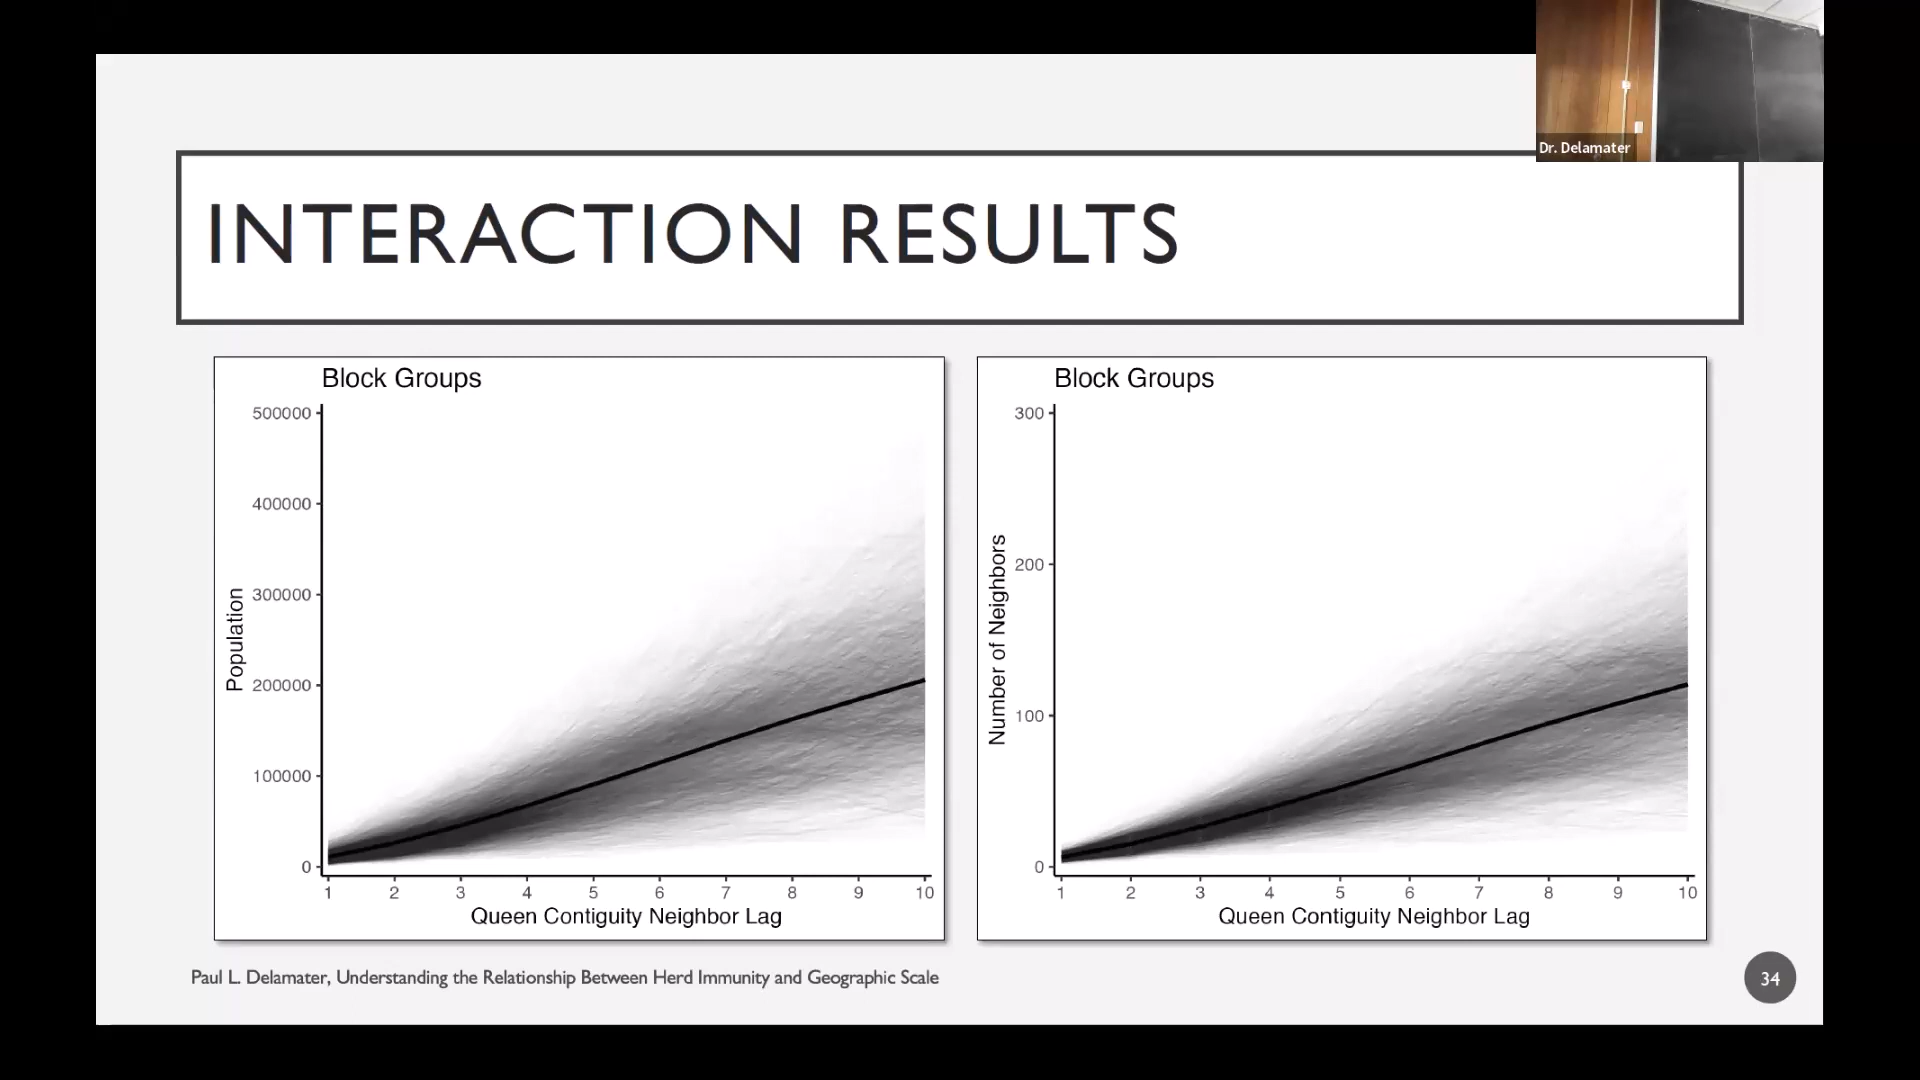 Dr. Delamater
INTERACTION RESULTS
Block Groups
500000
400000
300000
200000
100000
0
Population
1 2 3 4 5 6 7 8 9 10
Queen Contiguity Neighbor Lag
Block Groups
300
200
100
0
Number of Neighbors
1 2 3 4 5 6 7 8 9 10
Queen Contiguity Neighbor Lag
Paul L. Delamater, Understanding the Relationship Between Herd Immunity and Geographic Scale
34